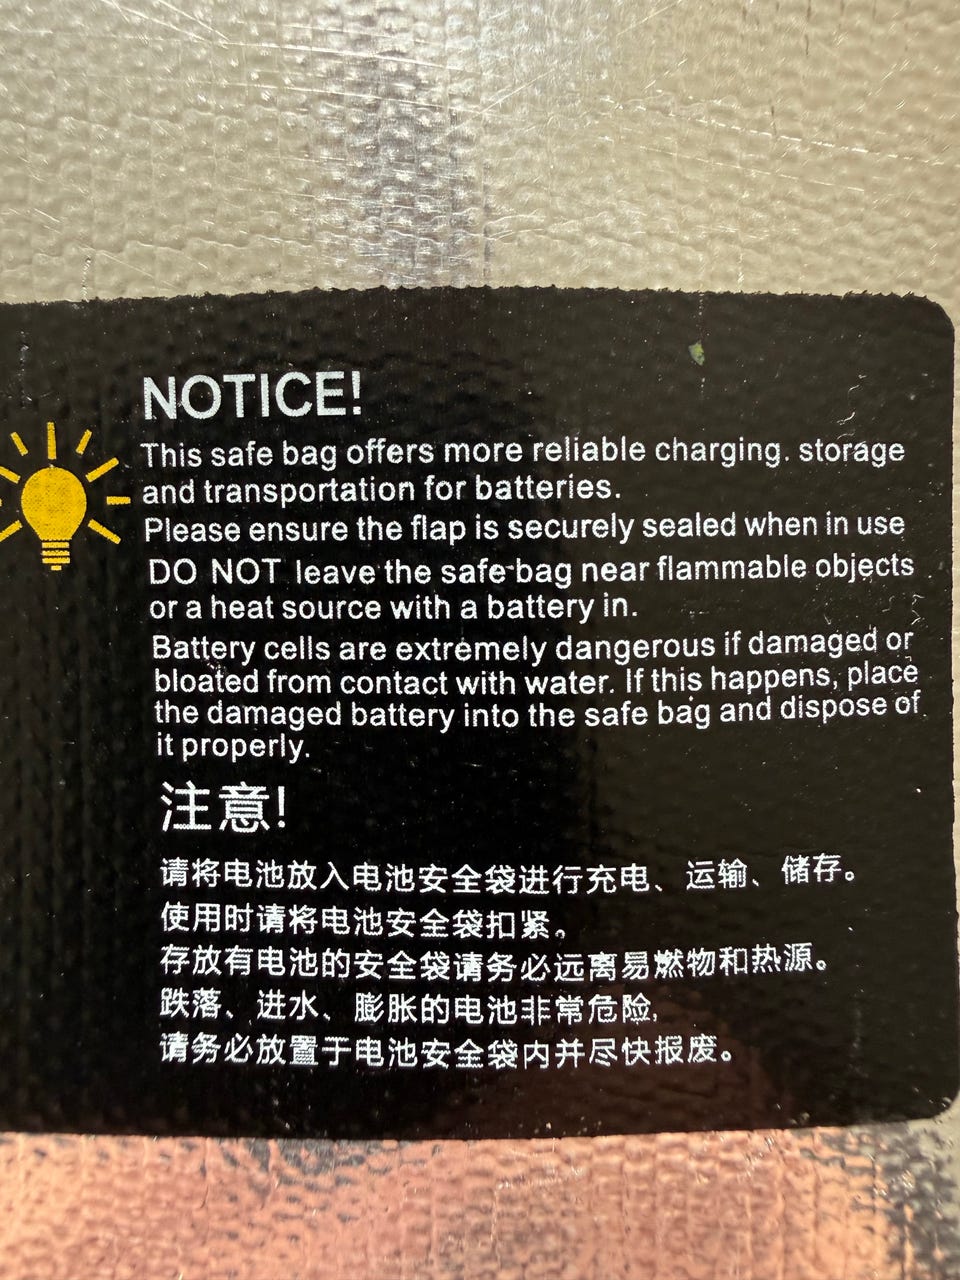 NOTICE!
This safe bag offers more reliable charging. storage
and transportation for batteries.
Please ensure the flap is securely sealed when in use
DO NOT leave the safe bag near flammable objects
or a heat source with a battery in.
Battery cells are extremely dangerous if damaged or
bloated from contact with water. If this happens, place
the damaged battery into the safe bag and dispose of
it properly.
注意!
请将电池放入电池安全袋进行充电、运输、储存。
使用时请将电池安全袋扣紧。
存放有电池的安全袋请务必远离易燃物和热源。
跌落、进水、膨胀的电池非常危险,
请务必放置于电池安全袋内并尽快报废。